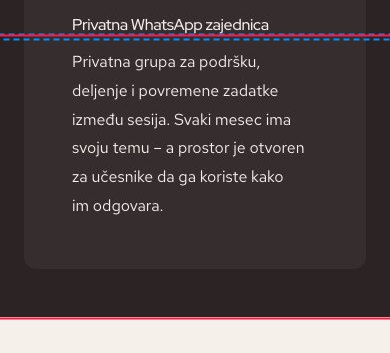 Privatna WhatsApp zajednica
Privatna grupa za podršku,
deljenje i povremene zadatke
između sesija. Svaki mesec ima
svoju temu – a prostor je otvoren
za učesnike da ga koriste kako
im odgovara.